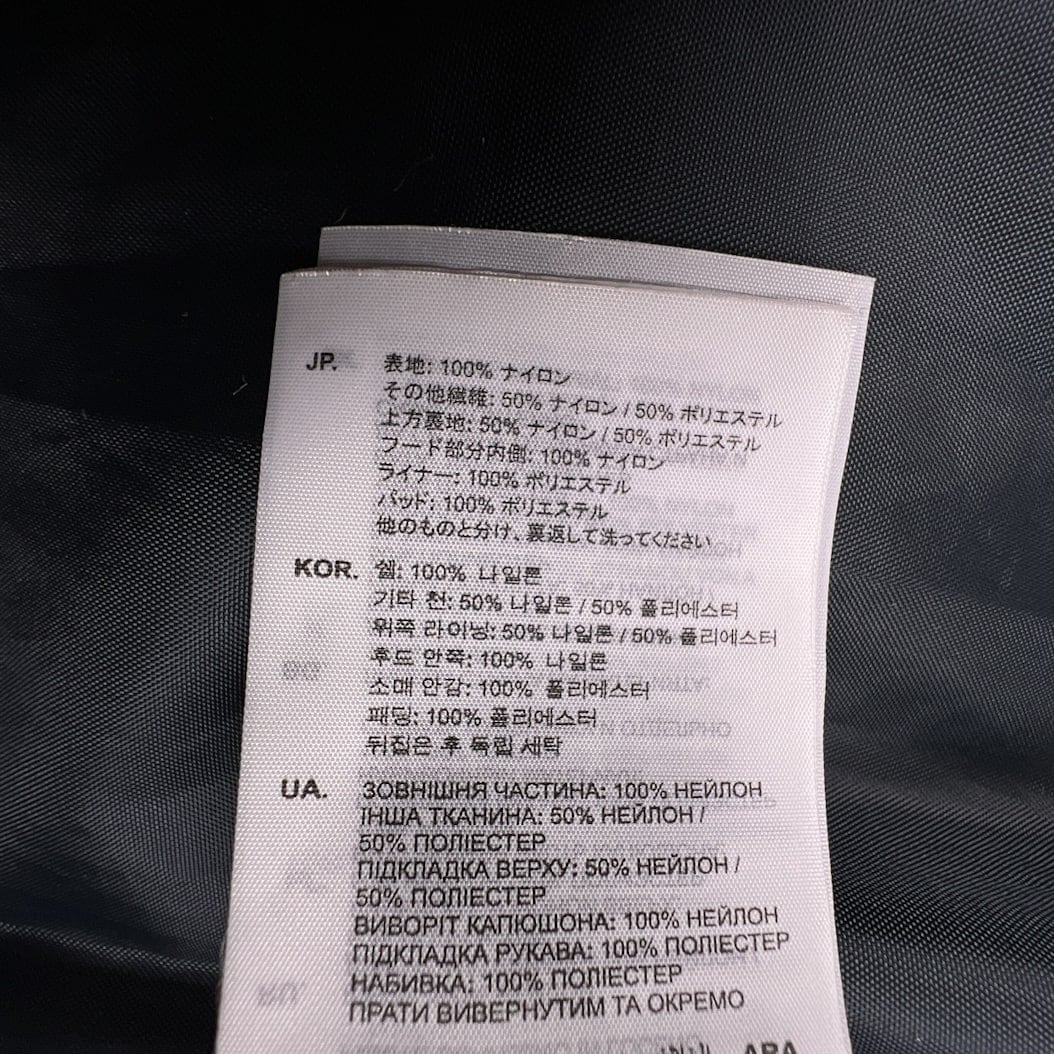 JP. 表地: 100% ナイロン
その他繊維: 50% ナイロン / 50% ポリエステル
上方裏地: 50% ナイロン / 50% ポリエステル
フード部分内側: 100% ナイロン
ライナー: 100% ポリエステル
パッド: 100% ポリエステル
他のものと分け、裏返して洗ってください
KOR. 쉘: 100% 나일론
기타 천: 50% 나일론 / 50% 폴리에스터
위쪽 라이닝: 50% 나일론 / 50% 폴리에스터
후드 안쪽: 100% 나일론
소매 안감: 100% 폴리에스터
패딩: 100% 폴리에스터
뒤집은 후 독립 세탁
UA. ЗОВНІШНЯ ЧАСТИНА: 100% НЕЙЛОН
ІНША ТКАНИНА: 50% НЕЙЛОН /
50% ПОЛІЕСТЕР
ПІДКЛАДКА ВЕРХУ: 50% НЕЙЛОН /
50% ПОЛІЕСТЕР
ВИВОРІТ КАПЮШОНА: 100% НЕЙЛОН
ПІДКЛАДКА РУКАВА: 100% ПОЛІЕСТЕР
НАБИВКА: 100% ПОЛІЕСТЕР
ПРАТИ ВИВЕРНУТИМ ТА ОКРЕМО
ARA